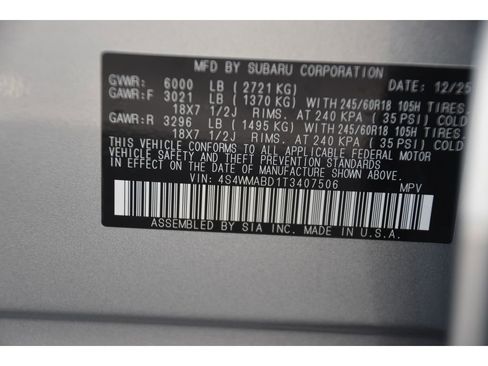 MFD BY SUBARU CORPORATION
GVWR: 6000 LB ( 2721 KG) DATE: 12/25
GAWR:F 3021 LB ( 1370 KG) WITH 245/60R18 105H TIRES,
18X7 1/2J RIMS. AT 240 KPA ( 35 PSI) COLD
GAWR:R 3296 LB ( 1495 KG) WITH 245/60R18 105H TIRES,
18X7 1/2J RIMS. AT 240 KPA ( 35 PSI) COLD
THIS VEHICLE CONFORMS TO ALL APPLICABLE FEDERAL MOTOR
VEHICLE SAFETY AND THEFT PREVENTION STANDARDS
IN EFFECT ON THE DATE OF MANUFACTURE SHOWN ABOVE.
VIN: 4S4WMABD1T3407506 MPV
ASSEMBLED BY SIA INC. MADE IN U.S.A.